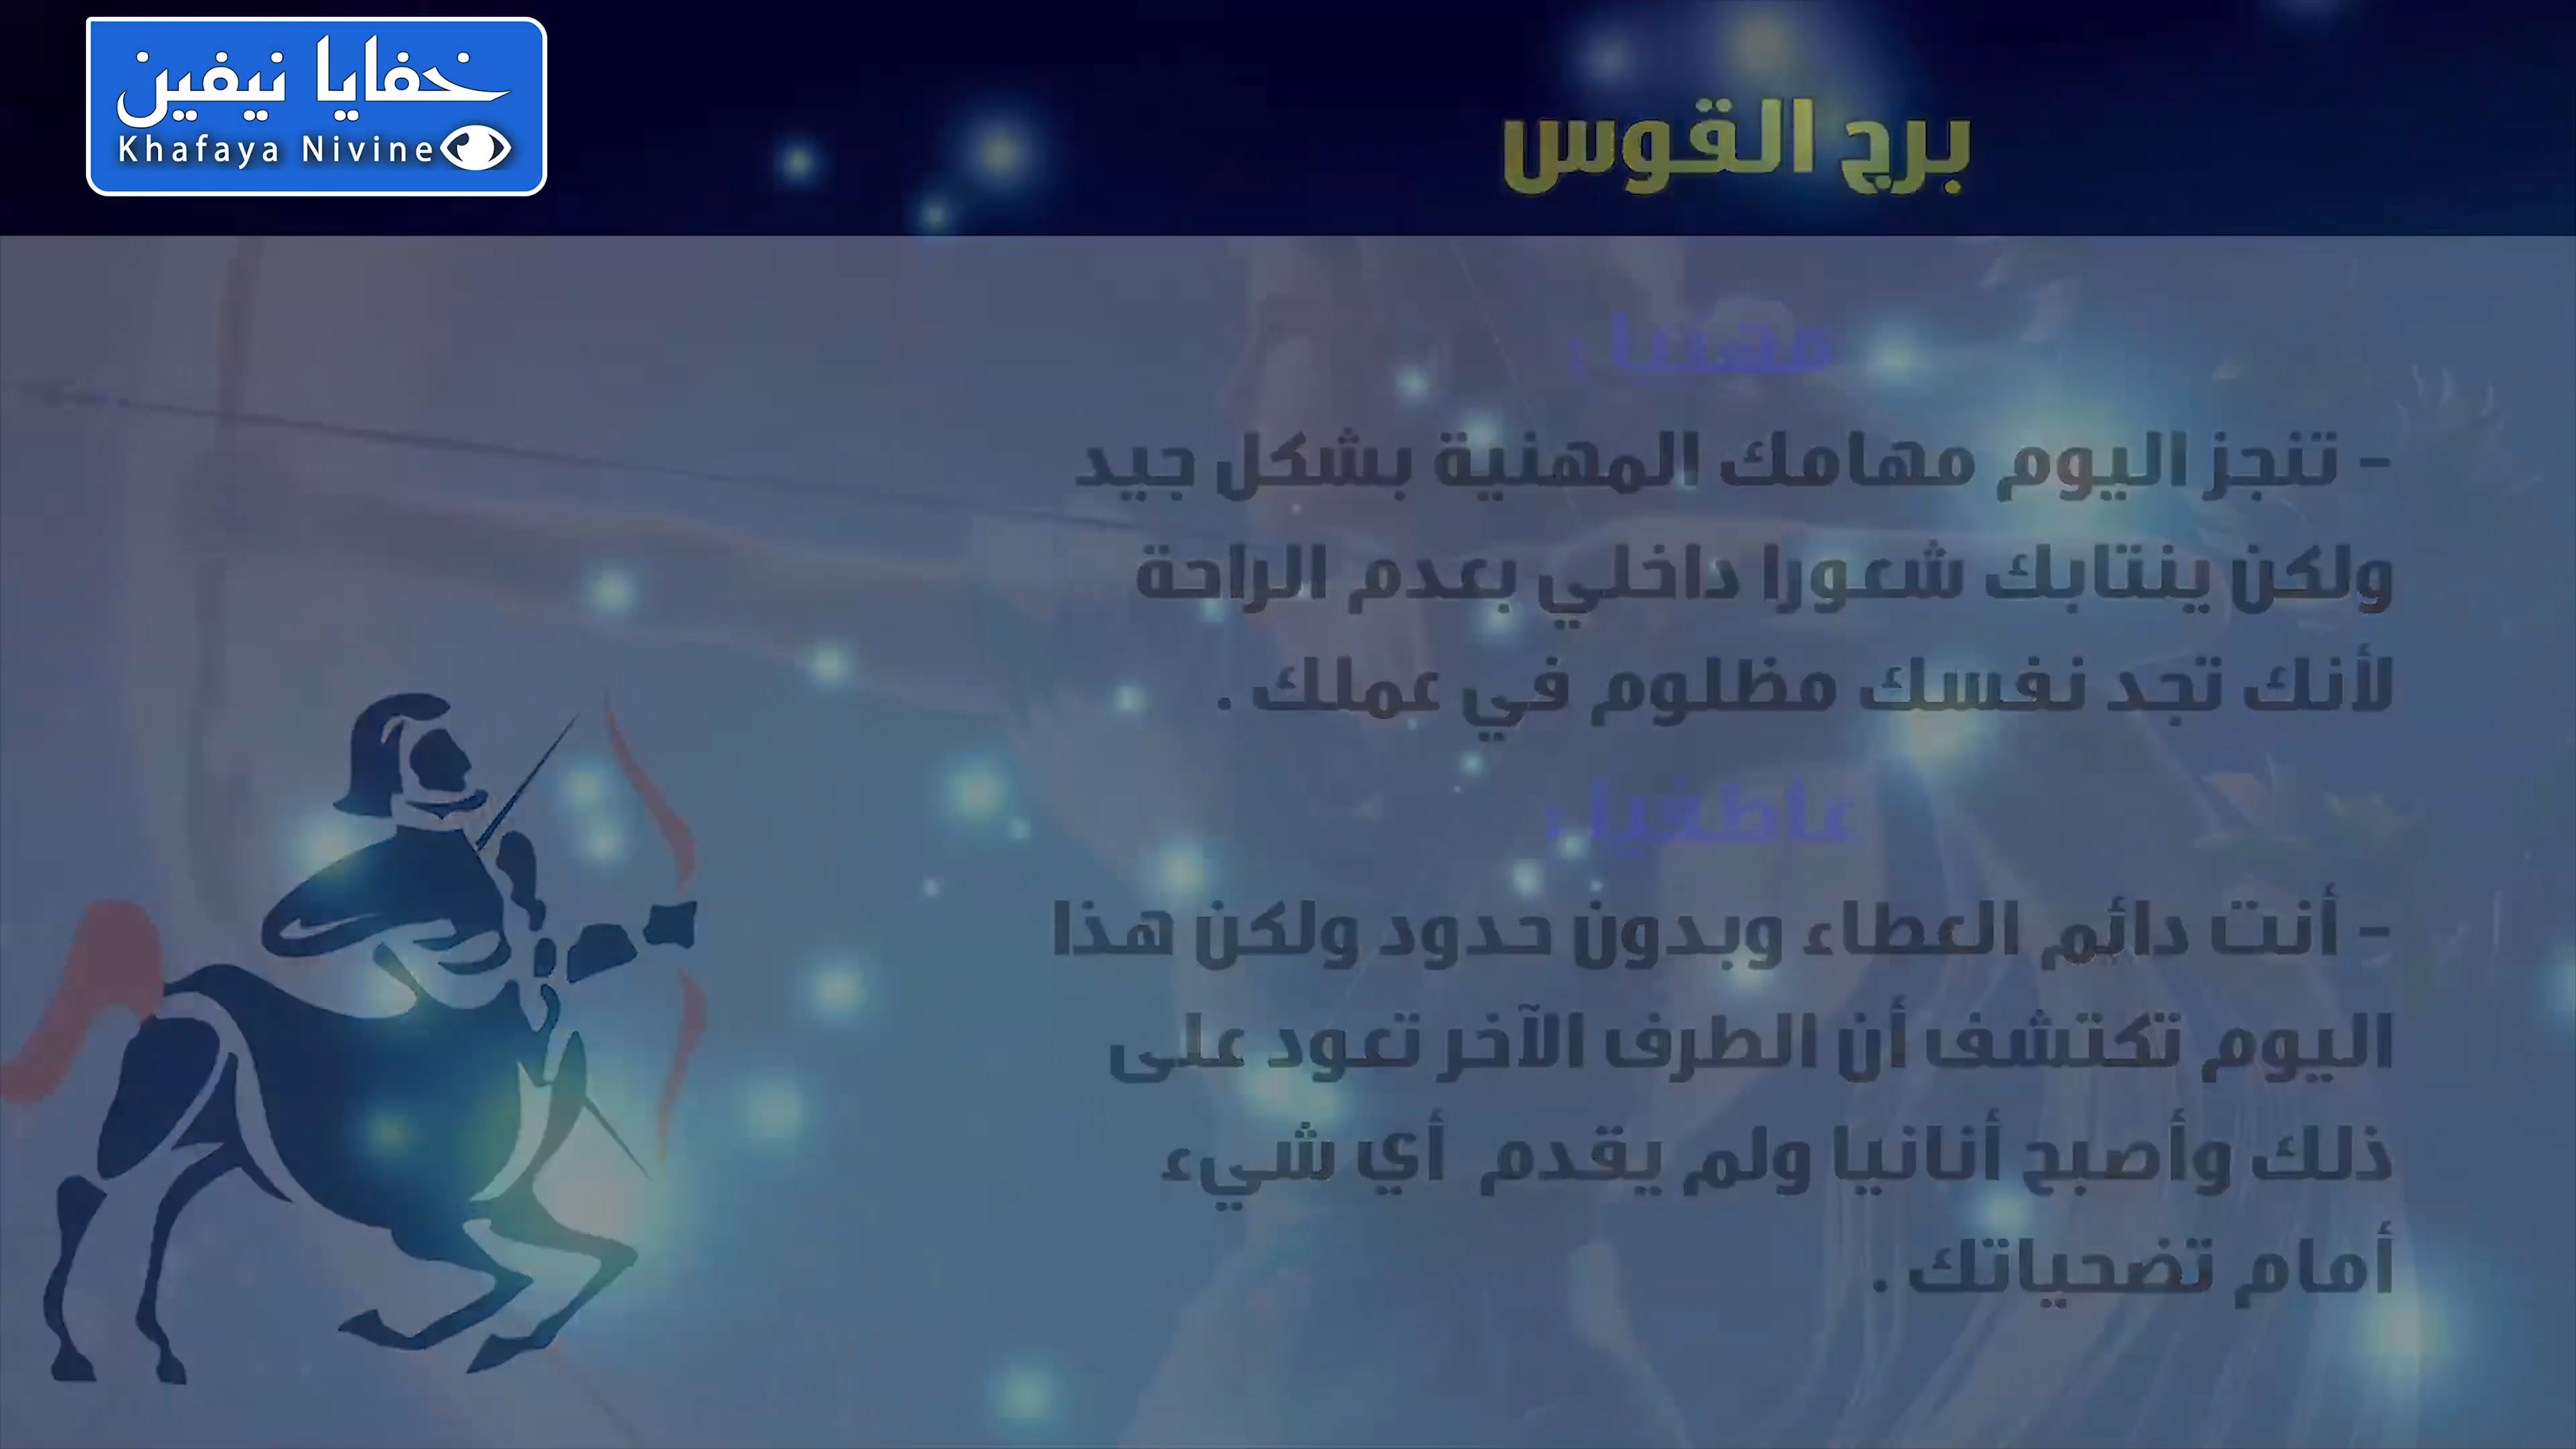 خفايا نيفين
Khafaya Nivine
برج القوس
مهنيا :
- تنجز اليوم مهامك المهنية بشكل جيد
ولكن ينتابك شعورا داخلي بعدم الراحة
لأنك تجد نفسك مظلوم في عملك .
عاطفيا :
- أنت دائم العطاء وبدون حدود ولكن هذا
اليوم تكتشف أن الطرف الآخر تعود على
ذلك وأصبح أنانيا ولم يقدم أي شيء
أمام تضحياتك .